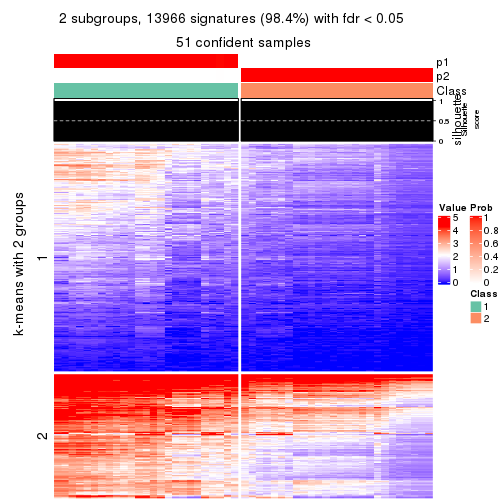 2 subgroups, 13966 signatures (98.4%) with fdr < 0.05
51 confident samples
p1
p2
Class
silhouette
Silhouette
score
1
0.5
0
k-means with 2 groups
1
2
Value
5
4
3
2
1
0
Prob
1
0.8
0.6
0.4
0.2
0
Class
1
2